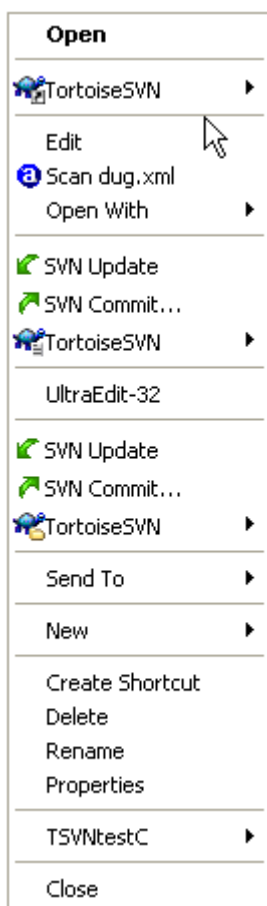 Open
TortoiseSVN
Edit
Scan dug.xml
Open With
SVN Update
SVN Commit...
TortoiseSVN
UltraEdit-32
SVN Update
SVN Commit...
TortoiseSVN
Send To
New
Create Shortcut
Delete
Rename
Properties
TSVNtestC
Close